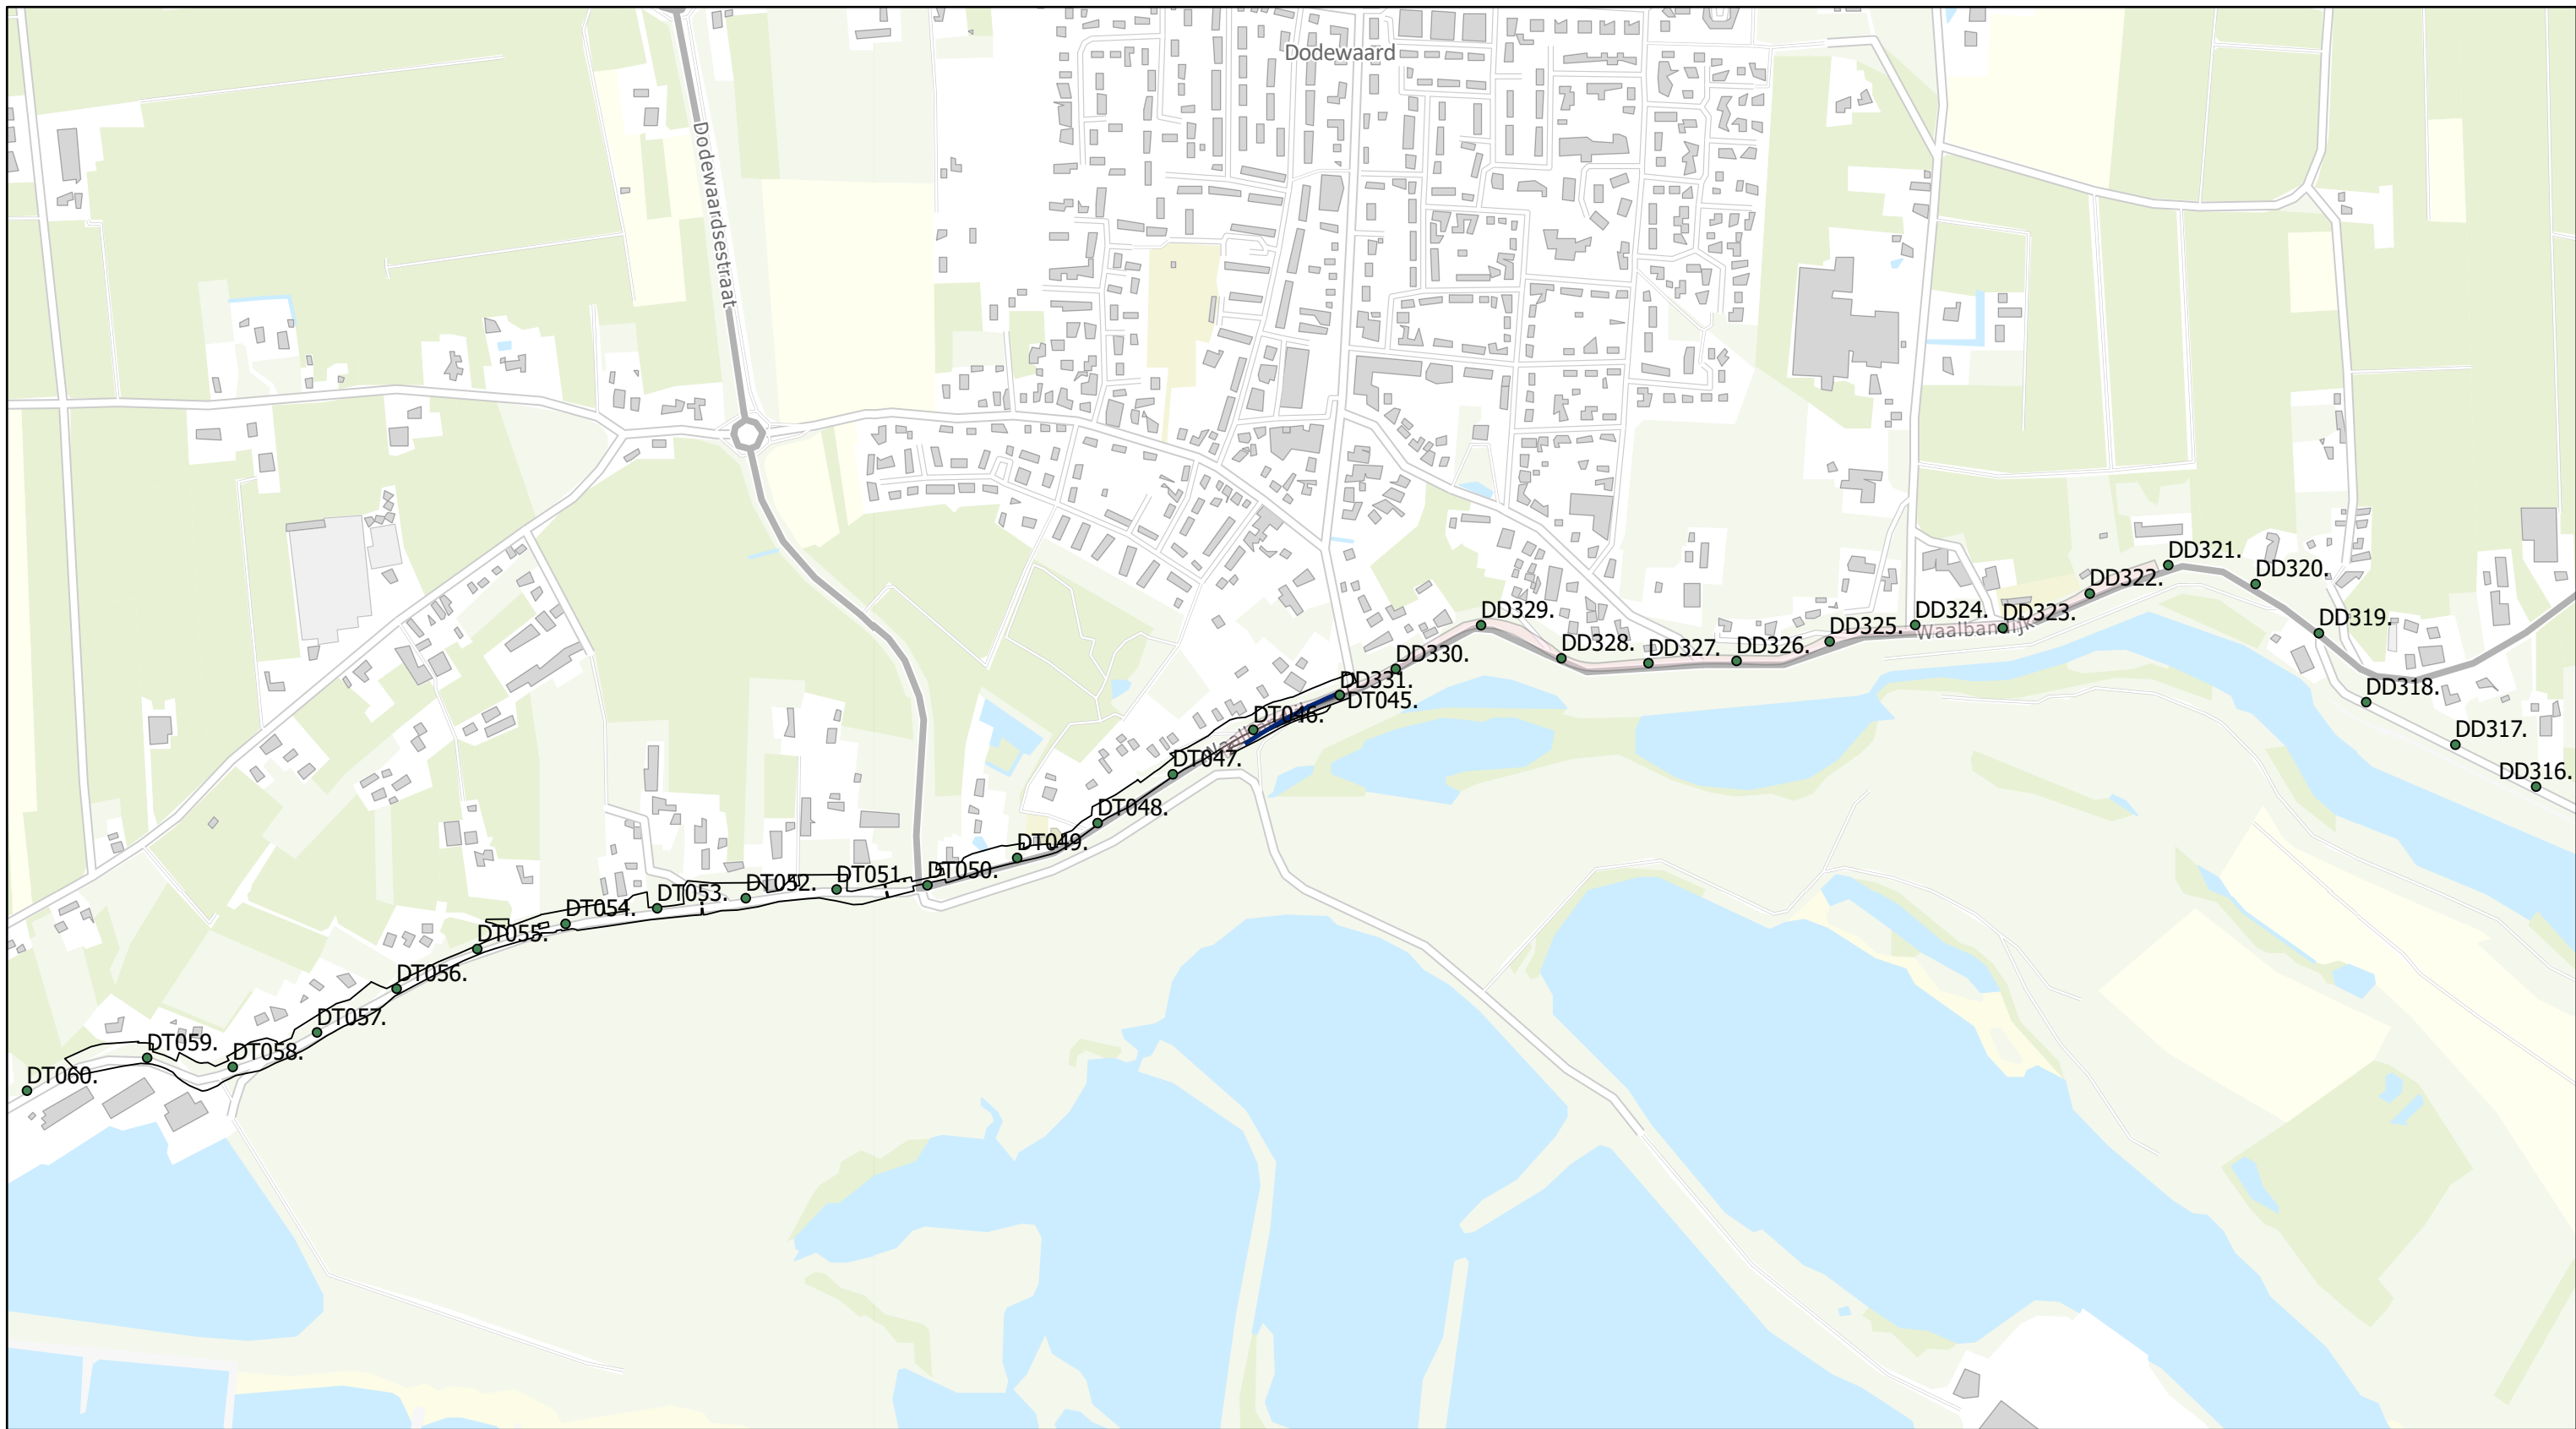 Dodewaard
Dodewaardsestraat
DD321.
DD320.
DD322.
DD329.
DD324.
DD323.
Waalbandijk
DD319.
DD325.
DD328.
DD327.
DD326.
DD330.
DD331.
DT045.
DD318.
DT046.
DD317.
DT047.
DD316.
DT048.
DT049.
DT050.
DT051.
DT052.
DT053.
DT054.
DT055.
DT056.
DT057.
DT059.
DT058.
DT060.